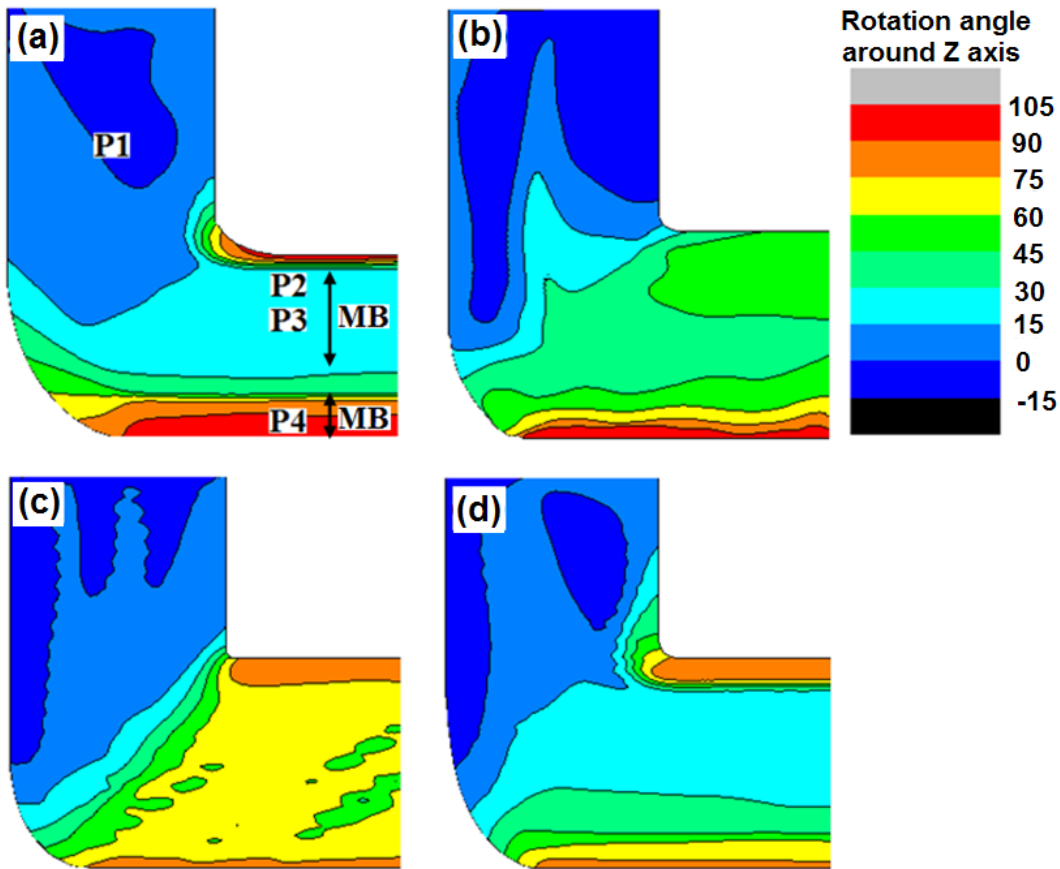 (a)
(b)
Rotation angle
around Z axis
105
90
75
60
45
30
15
0
-15
P1
P2
P3
MB
P4
MB
(c)
(d)